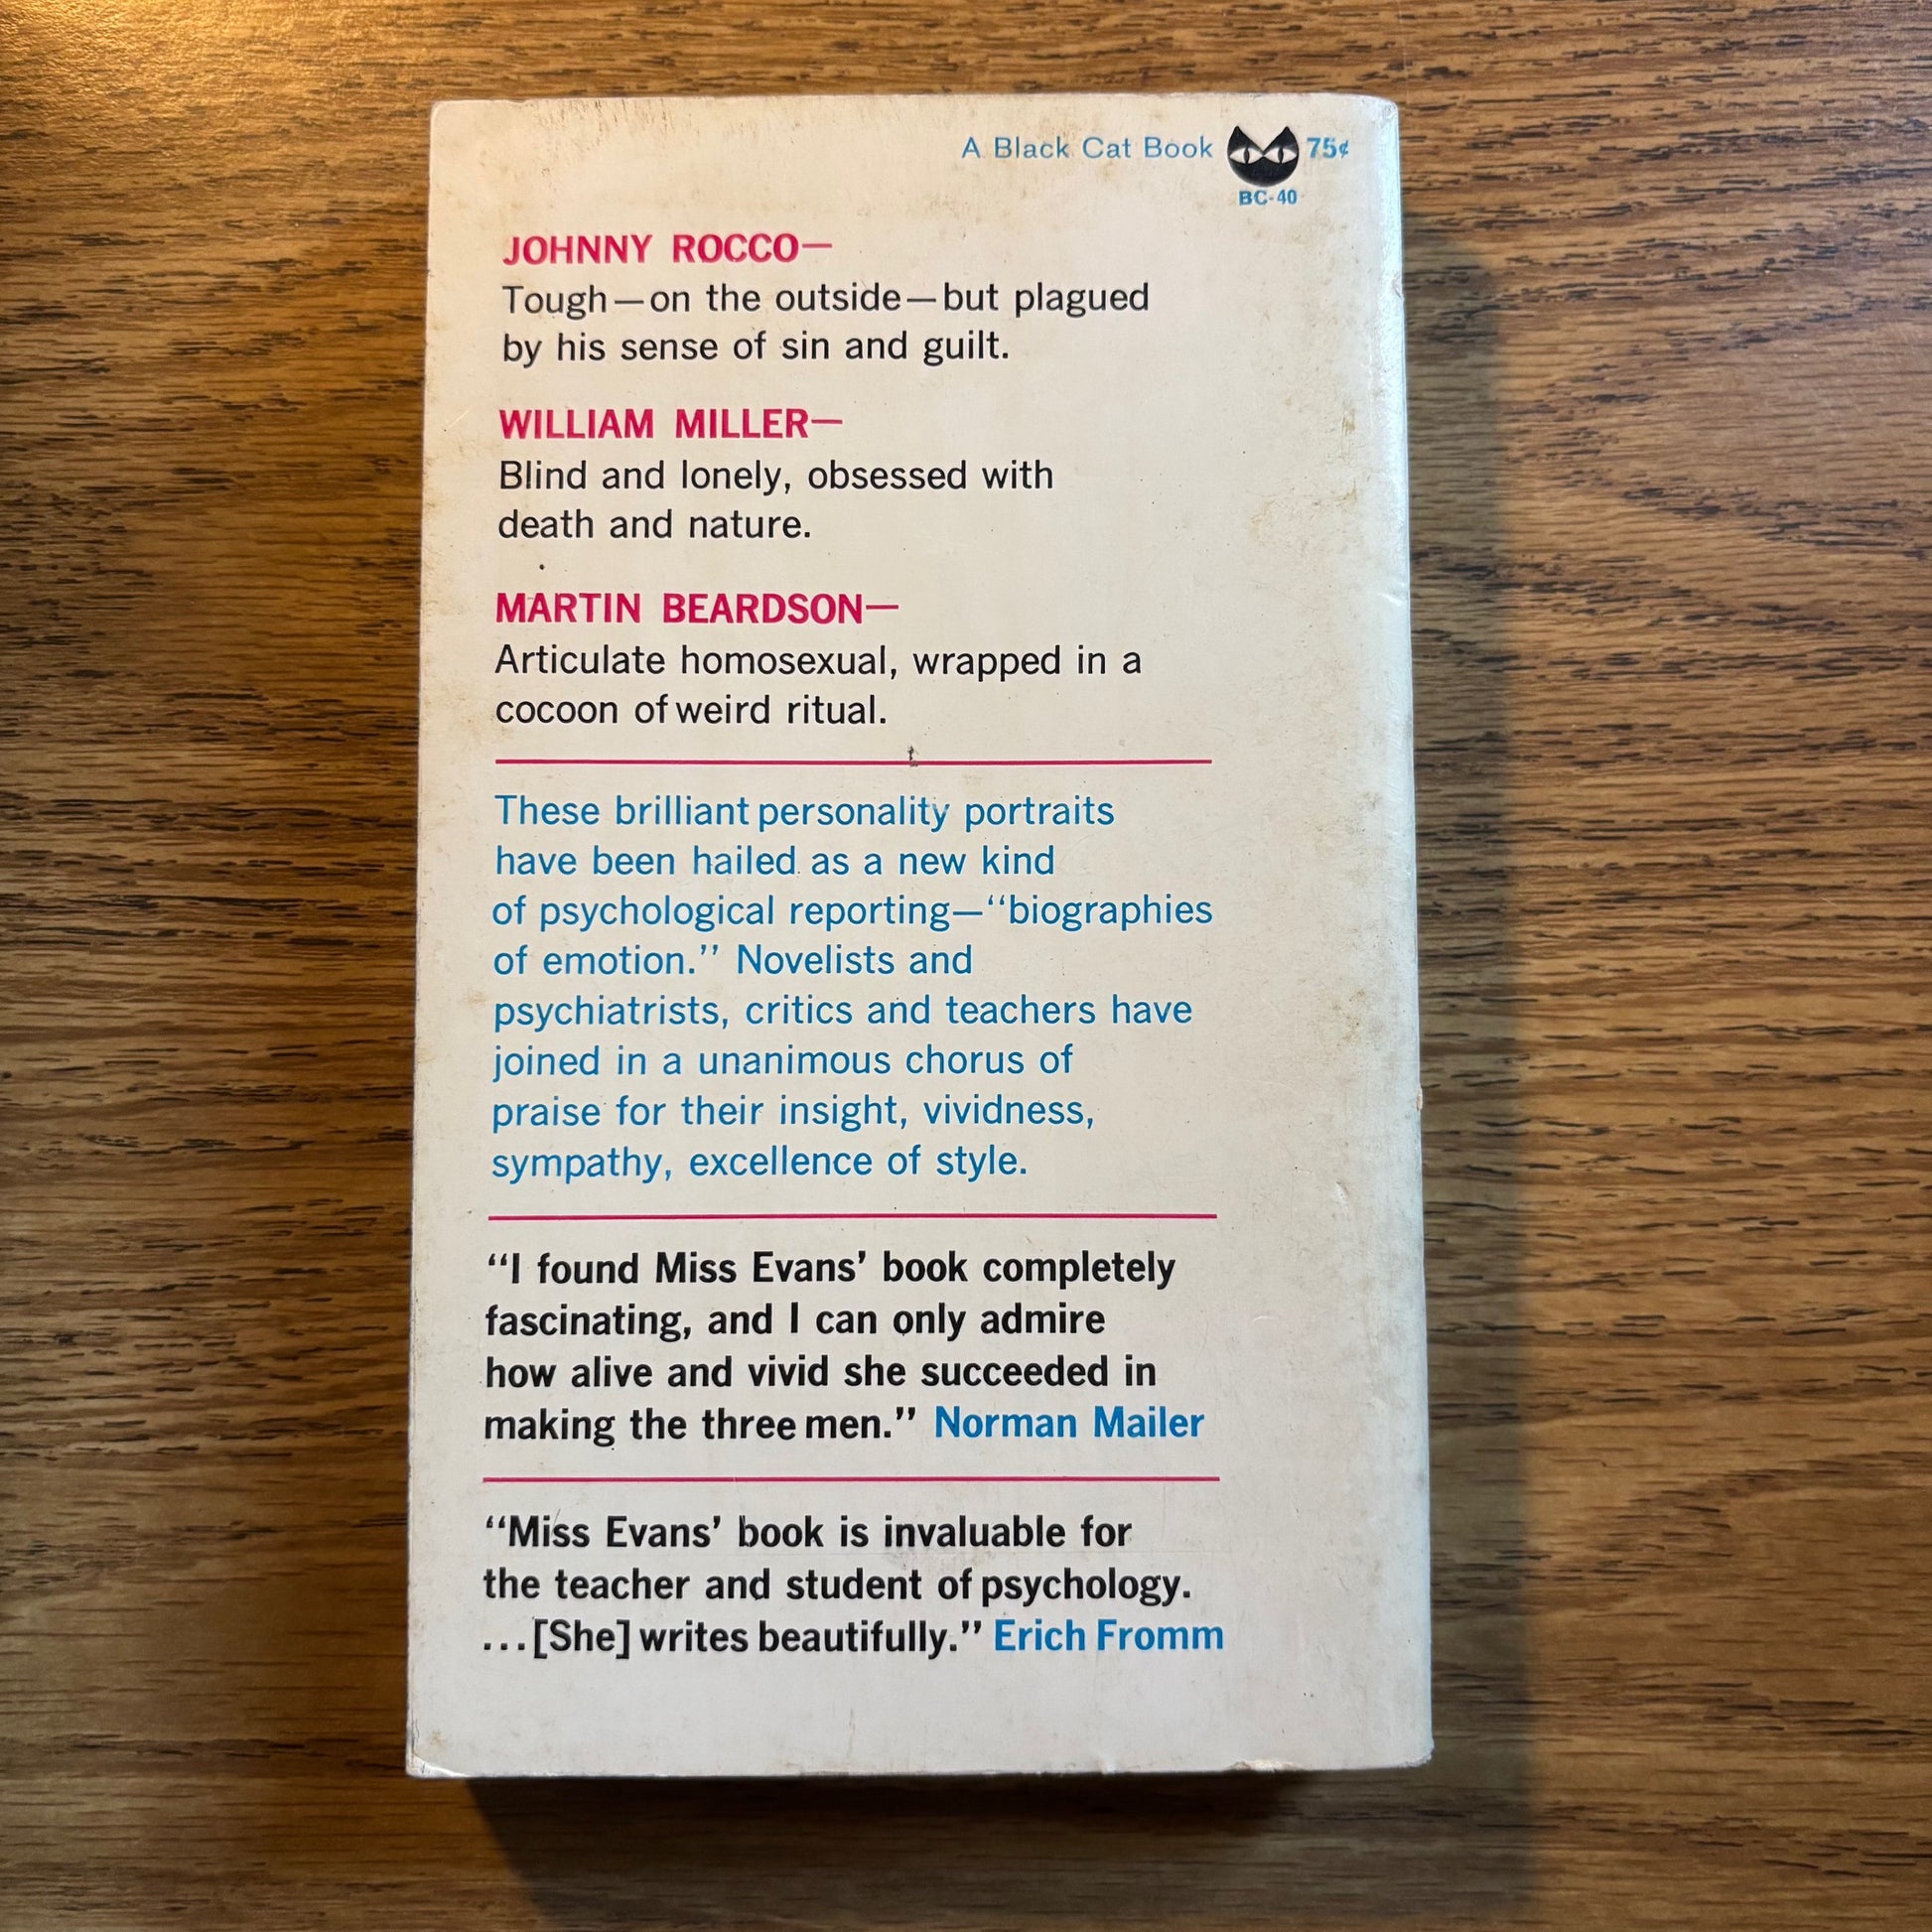 A Black Cat Book 75¢
BC-40
JOHNNY ROCCO—
Tough—on the outside—but plagued
by his sense of sin and guilt.
WILLIAM MILLER—
Blind and lonely, obsessed with
death and nature.
MARTIN BEARDSON—
Articulate homosexual, wrapped in a
cocoon of weird ritual.
These brilliant personality portraits
have been hailed as a new kind
of psychological reporting—“biographies
of emotion.” Novelists and
psychiatrists, critics and teachers have
joined in a unanimous chorus of
praise for their insight, vividness,
sympathy, excellence of style.
“I found Miss Evans’ book completely
fascinating, and I can only admire
how alive and vivid she succeeded in
making the three men.” Norman Mailer
“Miss Evans’ book is invaluable for
the teacher and student of psychology.
...[She] writes beautifully.” Erich Fromm